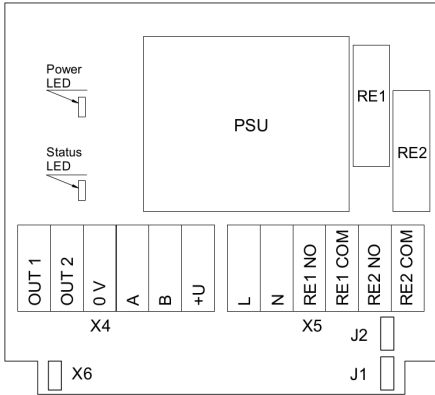 Power
LED
PSU
RE1
RE2
Status
LED
OUT 1
OUT 2
0 V
A
B
+U
L
N
RE1 NO
RE1 COM
RE2 NO
RE2 COM
X4
X5
J2
X6
J1